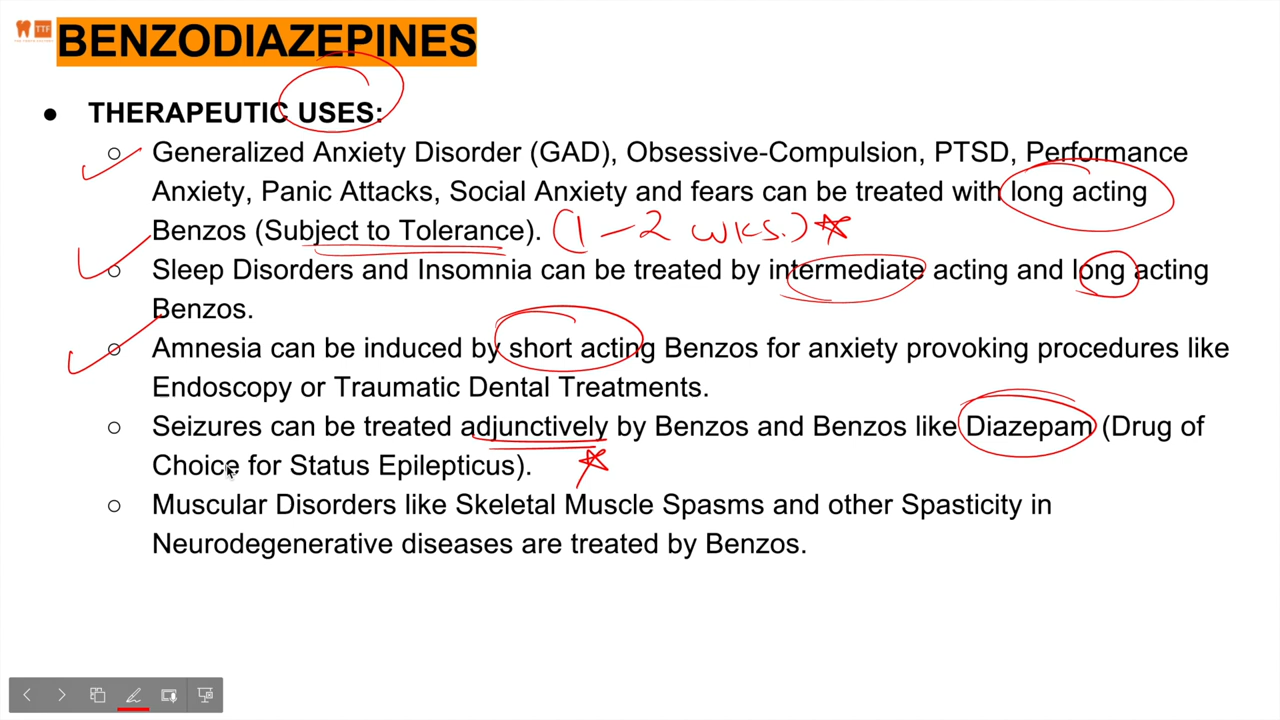 TTF
BENZODIAZEPINES
● THERAPEUTIC USES:
○ Generalized Anxiety Disorder (GAD), Obsessive-Compulsion, PTSD, Performance
Anxiety, Panic Attacks, Social Anxiety and fears can be treated with long acting
Benzos (Subject to Tolerance). (1 – 2 wks.)
○ Sleep Disorders and Insomnia can be treated by intermediate acting and long acting
Benzos.
○ Amnesia can be induced by short acting Benzos for anxiety provoking procedures like
Endoscopy or Traumatic Dental Treatments.
○ Seizures can be treated adjunctively by Benzos and Benzos like Diazepam (Drug of
Choice for Status Epilepticus).
○ Muscular Disorders like Skeletal Muscle Spasms and other Spasticity in
Neurodegenerative diseases are treated by Benzos.